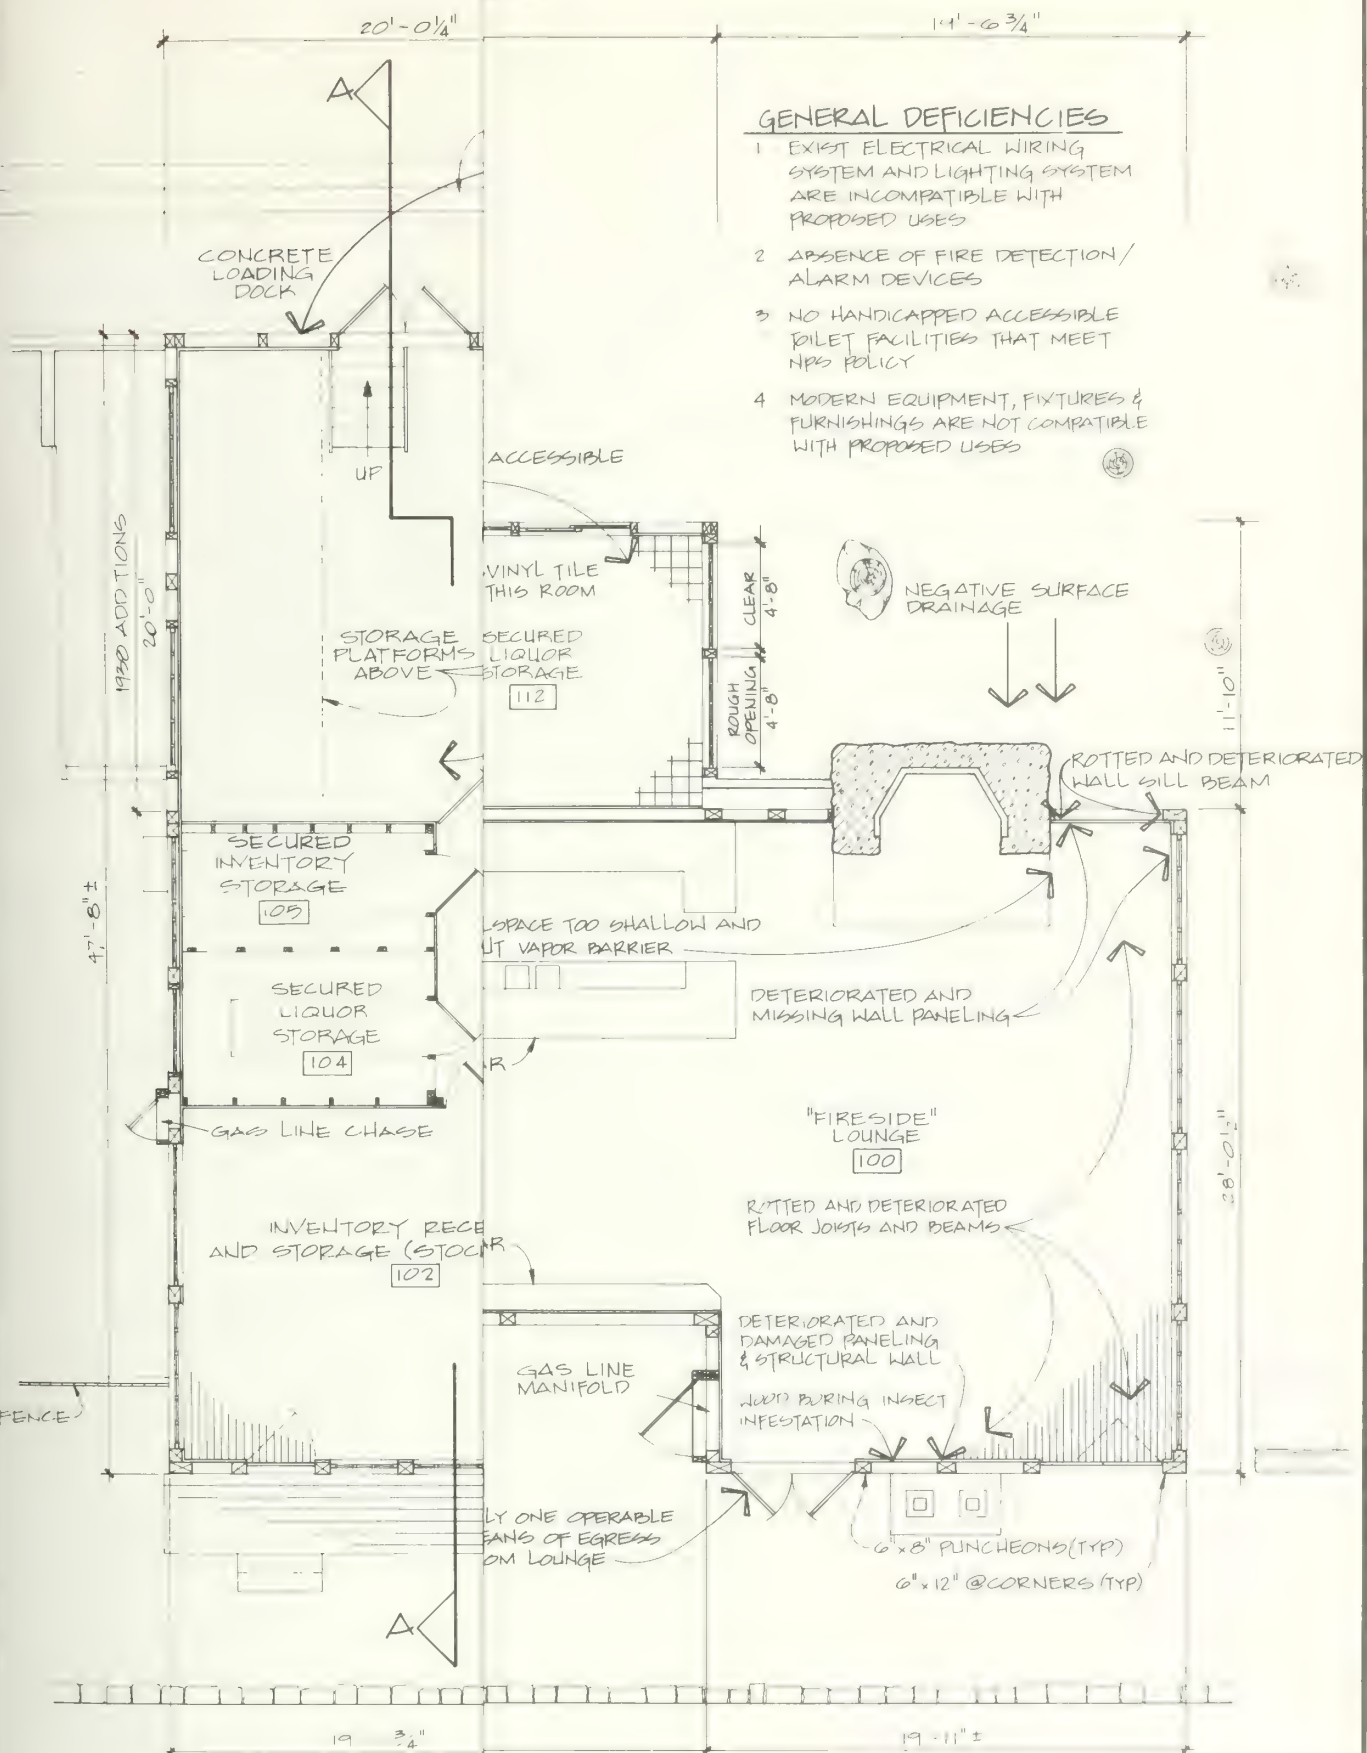 20'-0¼"
19'-6¾"
A
GENERAL DEFICIENCIES
1 EXIST ELECTRICAL WIRING
SYSTEM AND LIGHTING SYSTEM
ARE INCOMPATIBLE WITH
PROPOSED USES
2 ABSENCE OF FIRE DETECTION/
ALARM DEVICES
3 NO HANDICAPPED ACCESSIBLE
TOILET FACILITIES THAT MEET
NPS POLICY
4 MODERN EQUIPMENT, FIXTURES &
FURNISHINGS ARE NOT COMPATIBLE
WITH PROPOSED USES
CONCRETE
LOADING
DOCK
UP
ACCESSIBLE
1930 ADDITIONS
20'-0"
VINYL TILE
THIS ROOM
CLEAR
4'-8"
ROUGH
OPENING
4'-8"
NEGATIVE SURFACE
DRAINAGE
STORAGE
PLATFORMS
ABOVE
SECURED
LIQUOR
STORAGE
112
11'-10"
ROTTED AND DETERIORATED
WALL SILL BEAM
SECURED
INVENTORY
STORAGE
105
47'-8"±
LSPACE TOO SHALLOW AND
UT VAPOR BARRIER
SECURED
LIQUOR
STORAGE
104
DETERIORATED AND
MISSING WALL PANELING
R
GAS LINE CHASE
"FIRESIDE"
LOUNGE
100
ROTTED AND DETERIORATED
FLOOR JOISTS AND BEAMS
INVENTORY RECE
AND STORAGE (STOC
102
R
DETERIORATED AND
DAMAGED PANELING
& STRUCTURAL WALL
GAS LINE
MANIFOLD
WOOD BURING INSECT
INFESTATION
FENCE
LY ONE OPERABLE
EANS OF EGRESS
OM LOUNGE
6"x8" PUNCHEONS (TYP)
6"x12" @CORNERS (TYP)
A
19 ¾"
19'-11"±